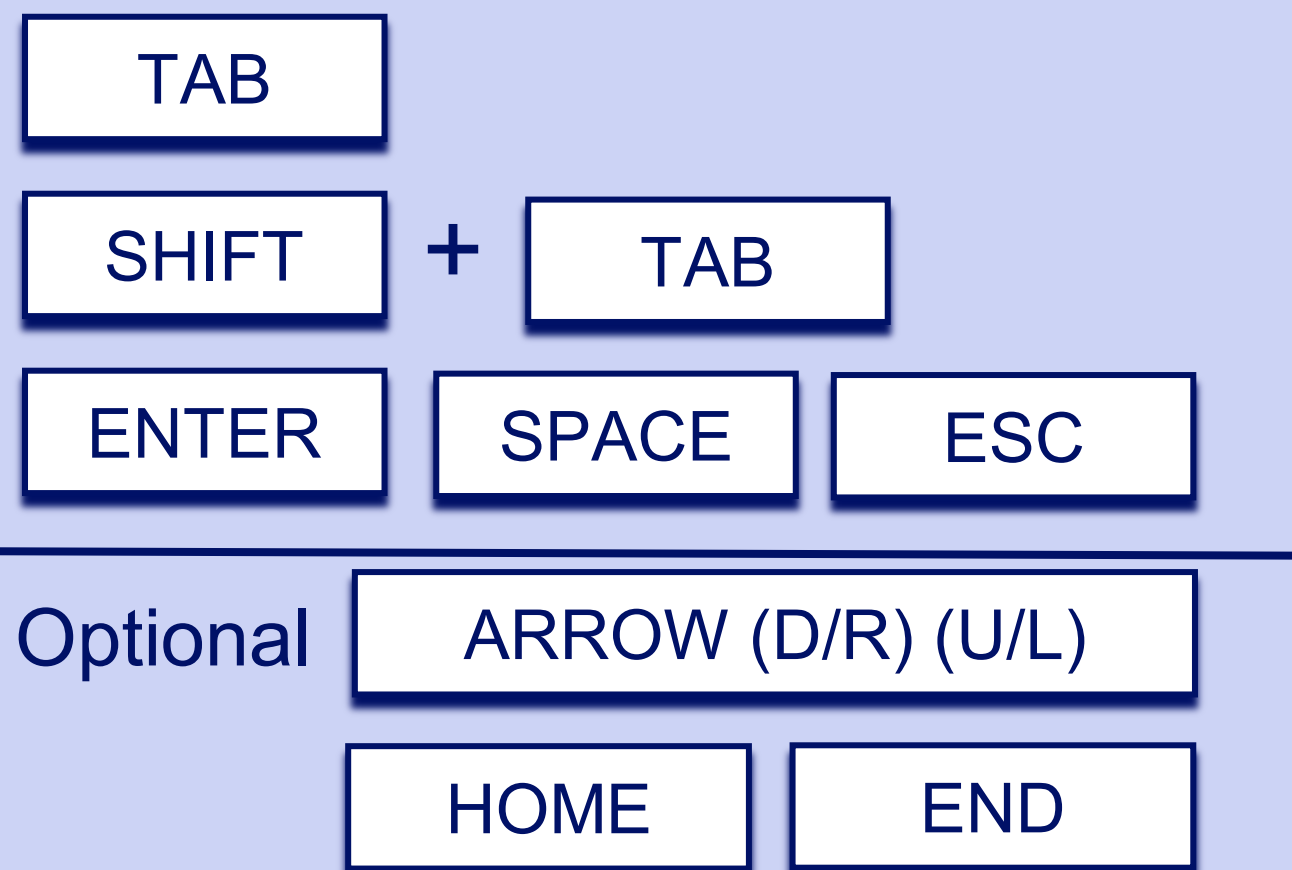 TAB
SHIFT + TAB
ENTER SPACE ESC
Optional ARROW (D/R) (U/L)
HOME END